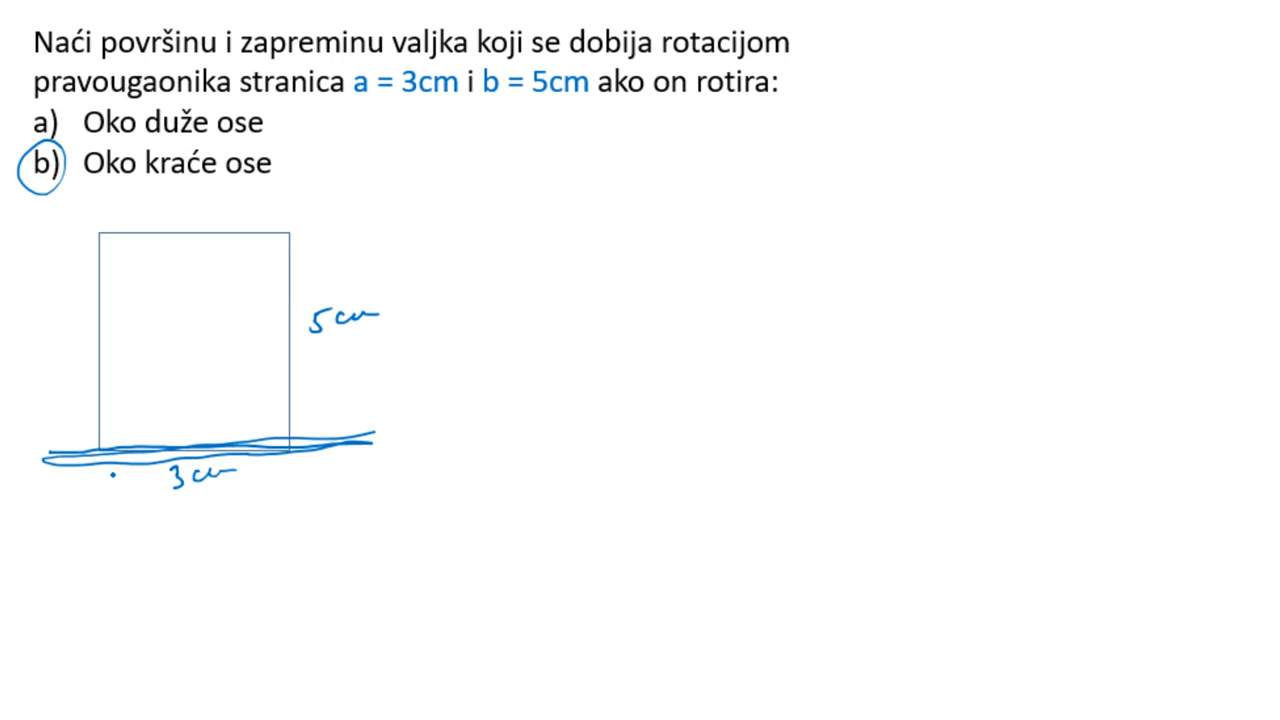 Naći površinu i zapreminu valjka koji se dobija rotacijom
pravougaonika stranica a = 3cm i b = 5cm ako on rotira:
a) Oko duže ose
b) Oko kraće ose
5cm
3cm